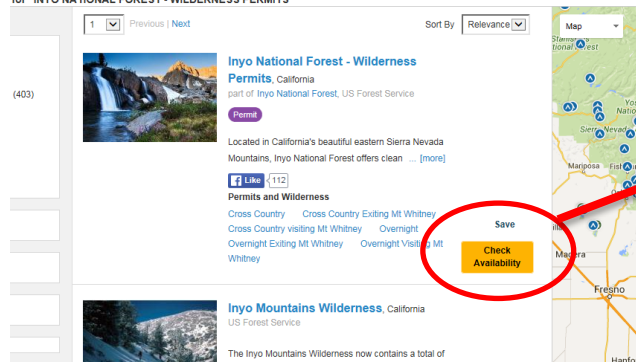 1 Previous | Next Sort By Relevance
Map
(403)
Inyo National Forest - Wilderness
Permits, California
part of Inyo National Forest, US Forest Service
Permit
Located in California's beautiful eastern Sierra Nevada
Mountains, Inyo National Forest offers clean ... [more]
Like 112
Permits and Wilderness
Cross Country Cross Country Exiting Mt Whitney
Cross Country visiting Mt Whitney Overnight
Overnight Exiting Mt Whitney Overnight Visiting Mt
Whitney
Save
Check
Availability
Inyo Mountains Wilderness, California
US Forest Service
The Inyo Mountains Wilderness now contains a total of
Mariposa
Fresno